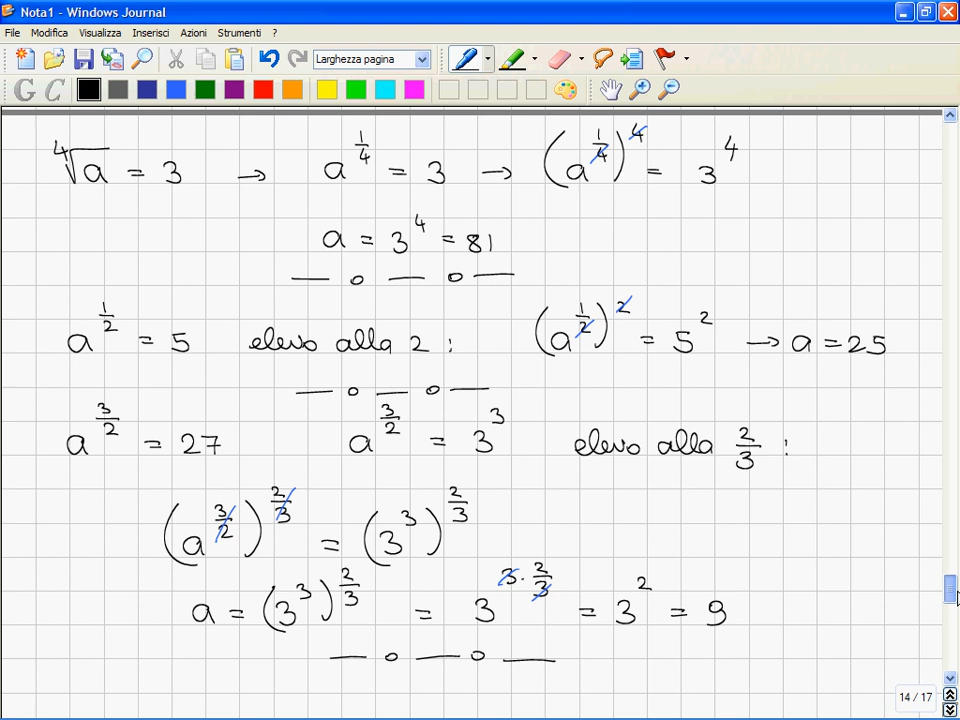 Nota1 - Windows Journal
File Modifica Visualizza Inserisci Azioni Strumenti ?
Larghezza pagina
G C
⁴√a = 3 → a^(1/4) = 3 → (a^(1/4))^4 = 3^4
a = 3^4 = 81
a^(1/2) = 5 elevo alla 2 : (a^(1/2))^2 = 5^2 → a = 25
a^(3/2) = 27 a^(3/2) = 3^3 elevo alla 2/3 :
(a^(3/2))^(2/3) = (3^3)^(2/3)
a = (3^3)^(2/3) = 3^(3·2/3) = 3^2 = 9
14 / 17